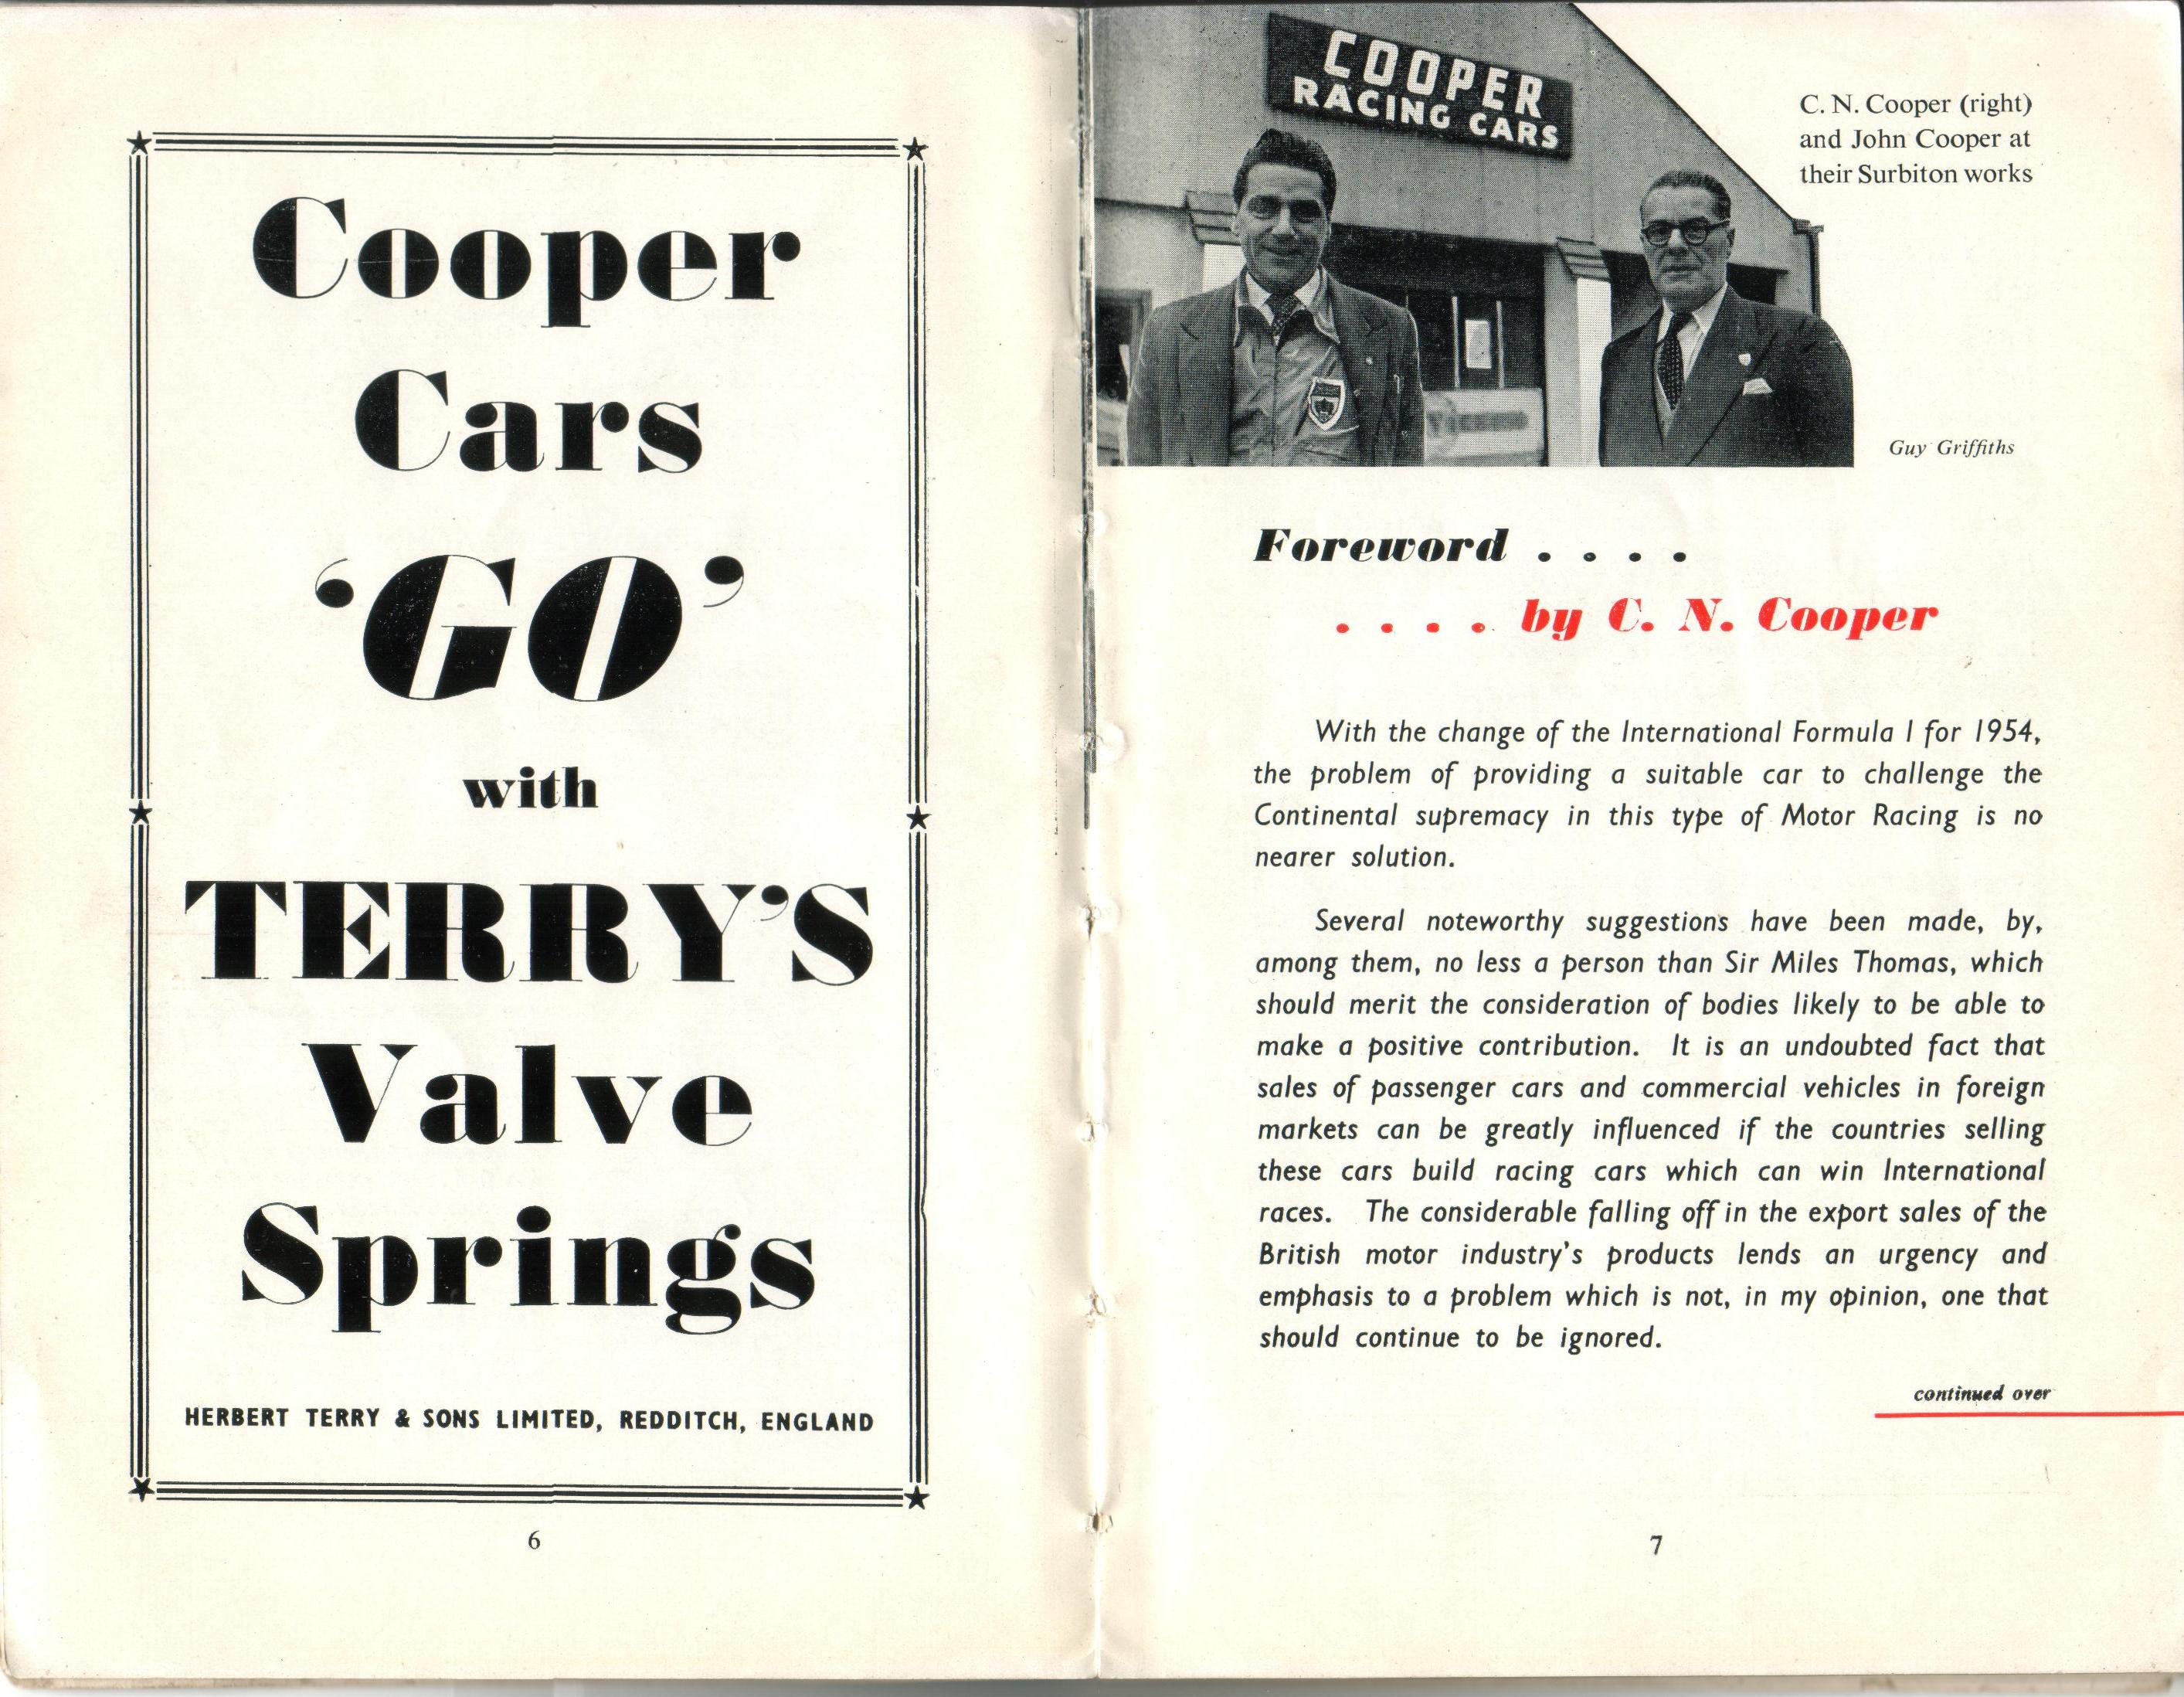 Cooper
Cars
‘GO’
with
TERRY’S
Valve
Springs
HERBERT TERRY & SONS LIMITED, REDDITCH, ENGLAND
6
COOPER
RACING CARS
C. N. Cooper (right)
and John Cooper at
their Surbiton works
Guy Griffiths
Foreword . . . .
. . . . by C. N. Cooper
With the change of the International Formula I for 1954,
the problem of providing a suitable car to challenge the
Continental supremacy in this type of Motor Racing is no
nearer solution.
Several noteworthy suggestions have been made, by,
among them, no less a person than Sir Miles Thomas, which
should merit the consideration of bodies likely to be able to
make a positive contribution. It is an undoubted fact that
sales of passenger cars and commercial vehicles in foreign
markets can be greatly influenced if the countries selling
these cars build racing cars which can win International
races. The considerable falling off in the export sales of the
British motor industry’s products lends an urgency and
emphasis to a problem which is not, in my opinion, one that
should continue to be ignored.
continued over
7